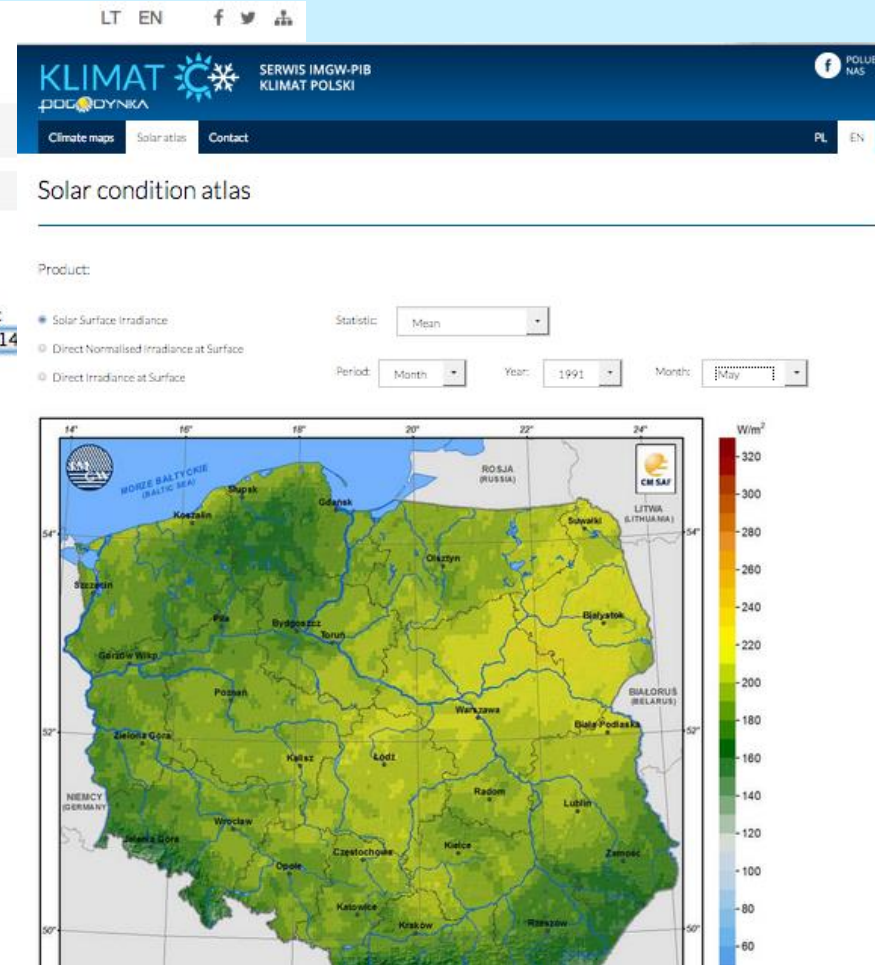 LT EN
KLIMAT
POGODYNKA
SERWIS IMGW-PIB
KLIMAT POLSKI
f
POLUB
NAS
Climate maps Solar atlas Contact PL EN
Solar condition atlas
Product:
14
Solar Surface Irradiance
Statistic: Mean
Direct Normalised Irradiance at Surface
Period: Month Year: 1991 Month: May
Direct Irradiance at Surface
14° 16° 18° 20° 22° 24° W/m²
MORZE BAŁTYCKIE
(BALTIC SEA)
ROSJA
(RUSSIA)
CM SAF
LITWA
(LITHUANIA)
Słupsk
Gdańsk
Koszalin
Suwałki
54° 54°
Olsztyn
Szczecin
Białystok
Piła
Bydgoszcz
Toruń
Gorzów Wlkp.
Poznań
BIAŁORUŚ
(BELARUS)
Warszawa
Biała Podlaska
52° 52°
Zielona Góra
Kalisz
Łódź
NIEMCY
(GERMANY
Radom
Lublin
Wrocław
Jelenia Góra
Częstochowa
Kielce
Zamość
Opole
Katowice
Kraków
Rzeszów
50° 50°
320
300
280
260
240
220
200
180
160
140
120
100
80
60